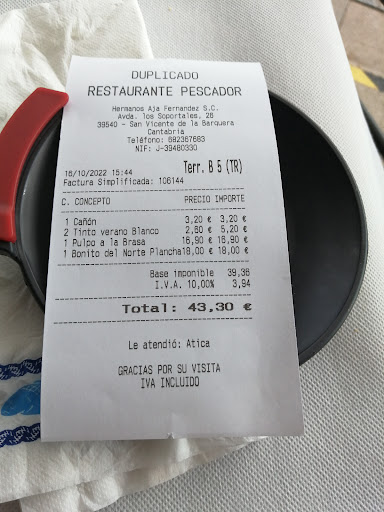 DUPLICADO
RESTAURANTE PESCADOR
Hermanos Aja Fernandez S.C.
Avda. los Soportales, 26
39540 - San Vicente de la Barquera
Cantabria
Teléfono: 682367683
NIF: J-39480330
16/10/2022 15:44 Terr. B 5 (TR)
Factura Simplificada: 106144
C. CONCEPTO PRECIO IMPORTE
1 Cañón 3,20 € 3,20 €
2 Tinto verano Blanco 2,60 € 5,20 €
1 Pulpo a la Brasa 16,90 € 16,90 €
1 Bonito del Norte Plancha 18,00 € 18,00 €
Base imponible 39,36
I.V.A. 10,00% 3,94
Total: 43,30 €
Le atendió: Atica
GRACIAS POR SU VISITA
IVA INCLUIDO